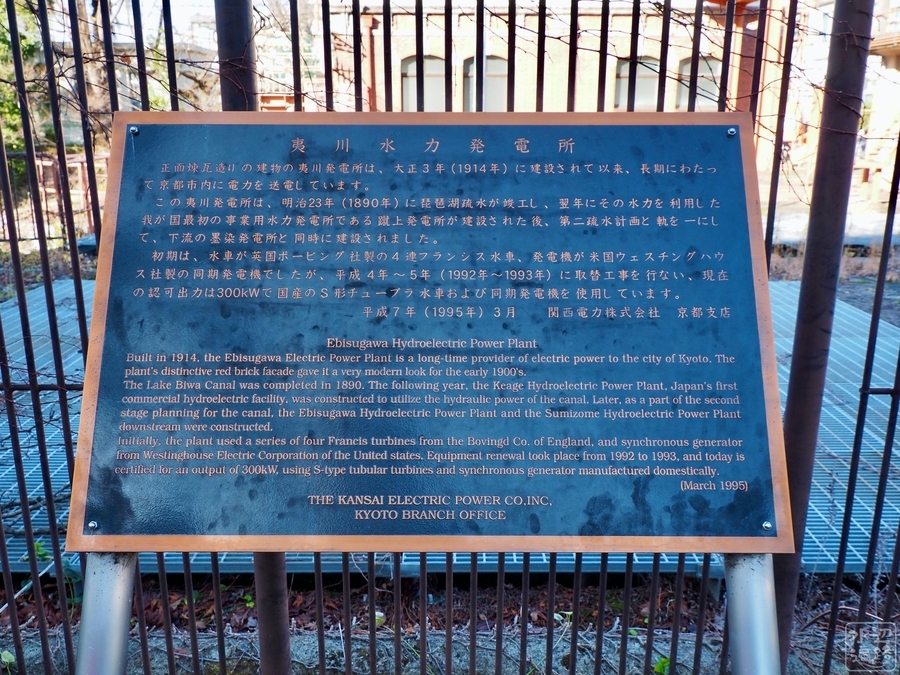 夷川水力発電所
正面煉瓦造りの建物の夷川発電所は、大正3年(1914年)に建設されて以来、長期にわたっ
て京都市内に電力を送電しています。
この夷川発電所は、明治23年(1890年)に琵琶湖疏水が竣工し、翌年にその水力を利用した
我が国最初の事業用水力発電所である蹴上発電所が建設された後、第二疏水計画と軌を一にし
て、下流の墨染発電所と同時に建設されました。
初期は、水車が英国ボービング社製の4連フランシス水車、発電機が米国ウェスチングハウ
ス社製の同期発電機でしたが、平成4年〜5年(1992年〜1993年)に取替工事を行ない、現在
の認可出力は300kWで国産のS形チューブラ水車および同期発電機を使用しています。
平成7年(1995年)3月 関西電力株式会社 京都支店
Ebisugawa Hydroelectric Power Plant
Built in 1914, the Ebisugawa Electric Power Plant is a long-time provider of electric power to the city of Kyoto. The
plant's distinctive red brick facade gave it a very modern look for the early 1900's.
The Lake Biwa Canal was completed in 1890. The following year, the Keage Hydroelectric Power Plant, Japan's first
commercial hydroelectric facility, was constructed to utilize the hydraulic power of the canal. Later, as a part of the second
stage planning for the canal, the Ebisugawa Hydroelectric Power Plant and the Sumizome Hydroelectric Power Plant
downstream were constructed.
Initially, the plant used a series of four Francis turbines from the Bovingd Co. of England, and synchronous generator
from Westinghouse Electric Corporation of the United states. Equipment renewal took place from 1992 to 1993, and today is
certified for an output of 300kW, using S-type tubular turbines and synchronous generator manufactured domestically.
(March 1995)
THE KANSAI ELECTRIC POWER CO,INC,
KYOTO BRANCH OFFICE